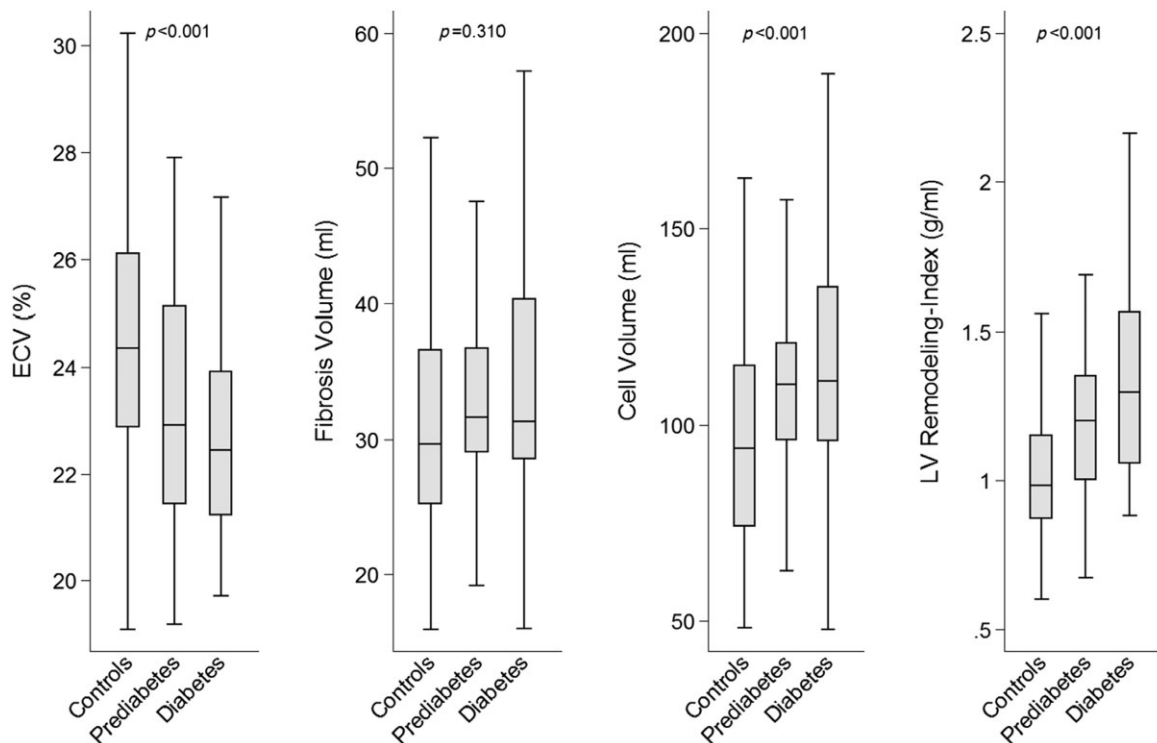 p<0.001
30
28
26
24
22
20
ECV (%)
Controls
Prediabetes
Diabetes
p=0.310
60
50
40
30
20
Fibrosis Volume (ml)
Controls
Prediabetes
Diabetes
p<0.001
200
150
100
50
Cell Volume (ml)
Controls
Prediabetes
Diabetes
p<0.001
2.5
2
1.5
1
.5
LV Remodeling-Index (g/ml)
Controls
Prediabetes
Diabetes